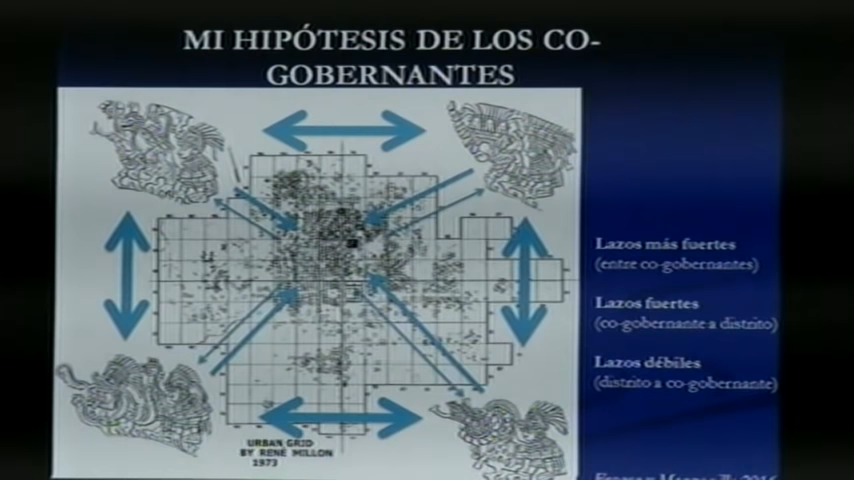 MI HIPÓTESIS DE LOS CO-
GOBERNANTES
Lazos más fuertes
(entre co-gobernantes)
Lazos fuertes
(co-gobernante a distrito)
Lazos débiles
(distrito a co-gobernante)
URBAN GRID
BY RENÉ MILLON
1973